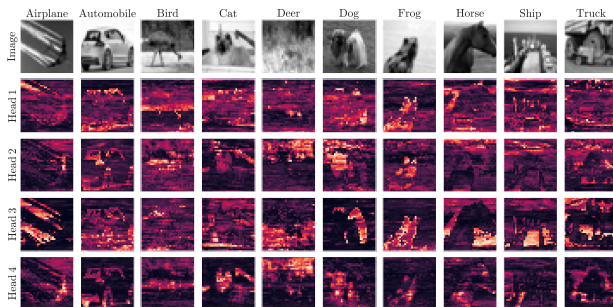 Airplane Automobile Bird Cat Deer Dog Frog Horse Ship Truck
Image
Head 1
Head 2
Head 3
Head 4